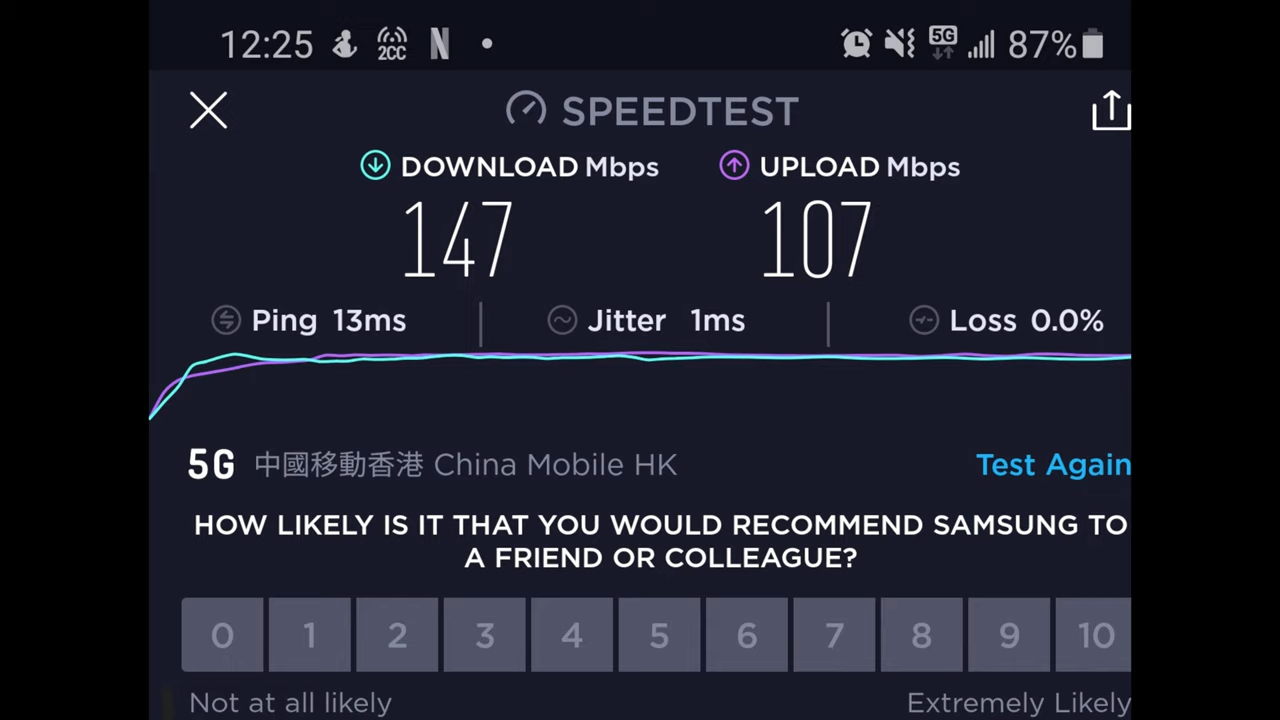 12:25 2CC N 5G 87%
SPEEDTEST
DOWNLOAD Mbps UPLOAD Mbps
147 107
Ping 13ms Jitter 1ms Loss 0.0%
5G 中國移動香港 China Mobile HK Test Again
HOW LIKELY IS IT THAT YOU WOULD RECOMMEND SAMSUNG TO
A FRIEND OR COLLEAGUE?
0 1 2 3 4 5 6 7 8 9 10
Not at all likely Extremely Likely